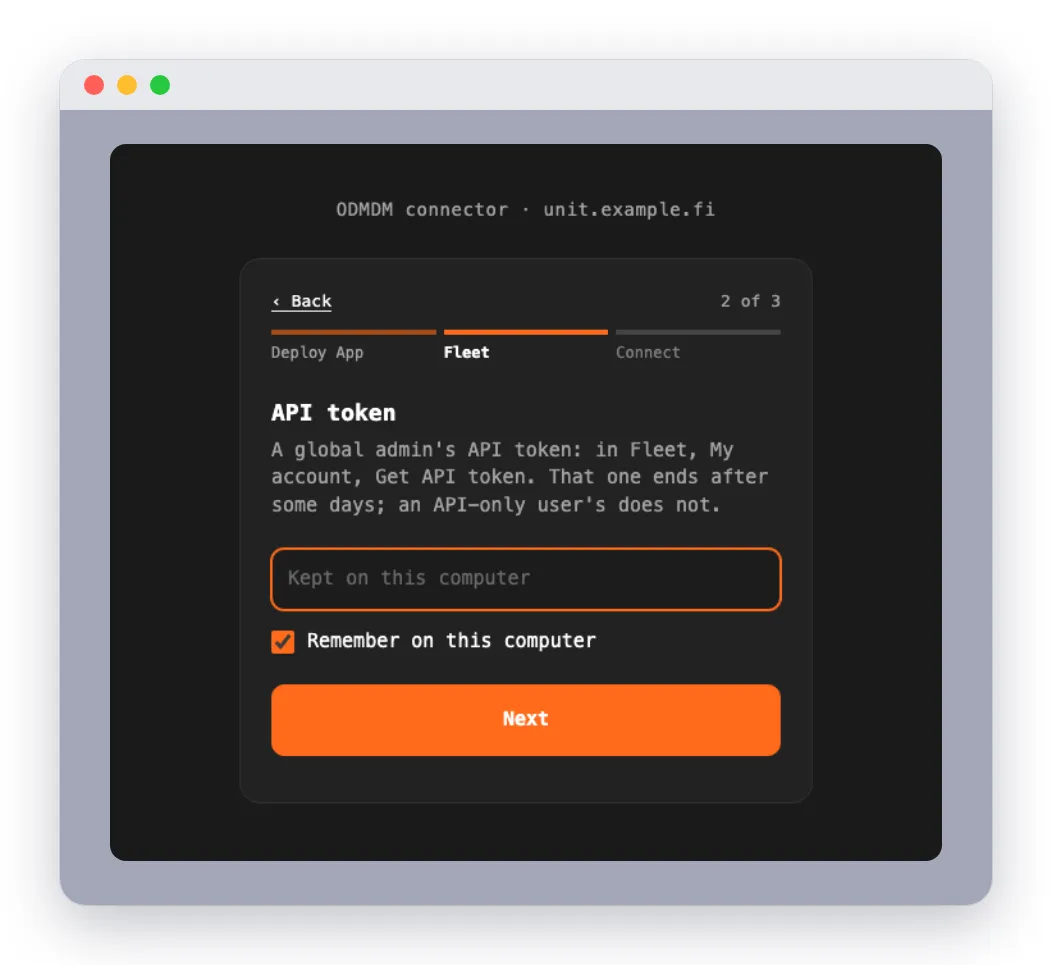 ODMDM connector · unit.example.fi
‹ Back
2 of 3
Deploy App
Fleet
Connect
API token
A global admin's API token: in Fleet, My
account, Get API token. That one ends after
some days; an API-only user's does not.
Kept on this computer
Remember on this computer
Next